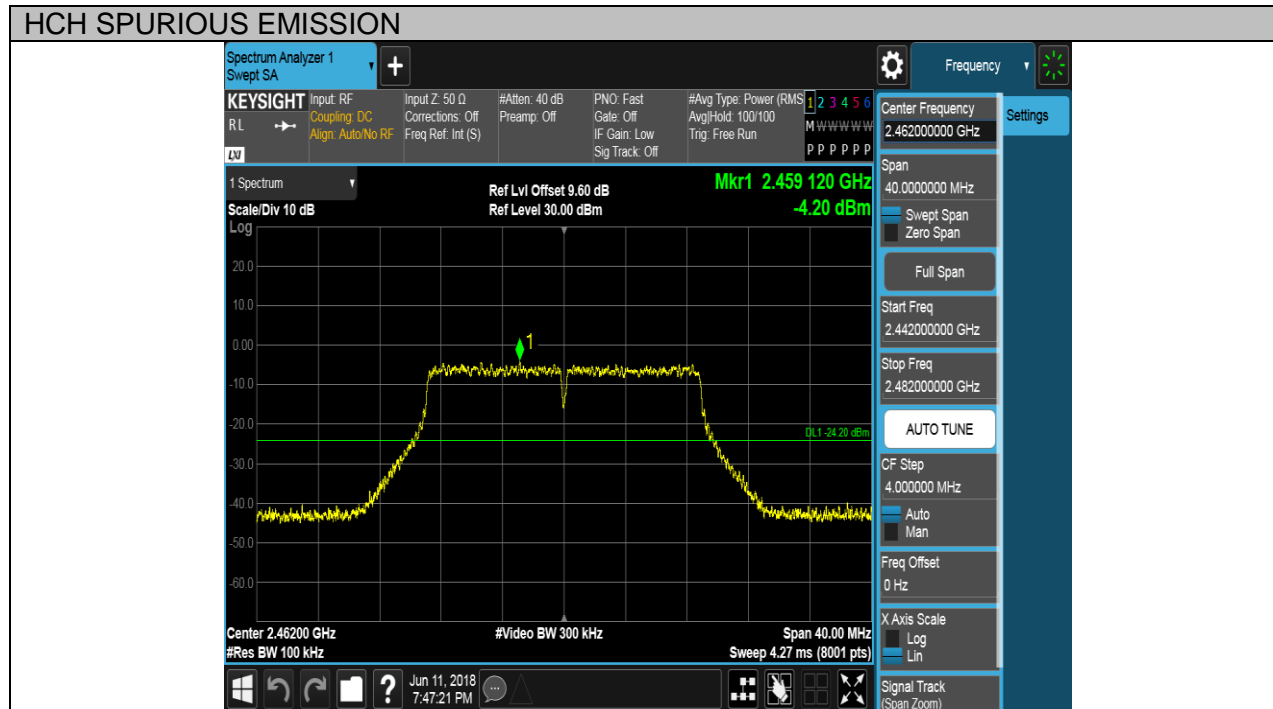 HCH SPURIOUS EMISSION
Spectrum Analyzer 1
Swept SA
+
Frequency
KEYSIGHT
RL
LXI
Input: RF
Coupling: DC
Align: Auto/No RF
Input Z: 50 Ω
Corrections: Off
Freq Ref: Int (S)
#Atten: 40 dB
Preamp: Off
PNO: Fast
Gate: Off
IF Gain: Low
Sig Track: Off
#Avg Type: Power (RMS
Avg|Hold: 100/100
Trig: Free Run
1 2 3 4 5 6
M W W W W W
P P P P P P
Center Frequency
2.462000000 GHz
Settings
1 Spectrum
Scale/Div 10 dB
Ref Lvl Offset 9.60 dB
Ref Level 30.00 dBm
Mkr1 2.459 120 GHz
-4.20 dBm
Log
20.0
10.0
0.00
-10.0
-20.0
-30.0
-40.0
-50.0
-60.0
1
DL1 -24.20 dBm
Center 2.46200 GHz
#Res BW 100 kHz
#Video BW 300 kHz
Span 40.00 MHz
Sweep 4.27 ms (8001 pts)
Span
40.0000000 MHz
Swept Span
Zero Span
Full Span
Start Freq
2.442000000 GHz
Stop Freq
2.482000000 GHz
AUTO TUNE
CF Step
4.000000 MHz
Auto
Man
Freq Offset
0 Hz
X Axis Scale
Log
Lin
Signal Track
(Span Zoom)
?
Jun 11, 2018
7:47:21 PM